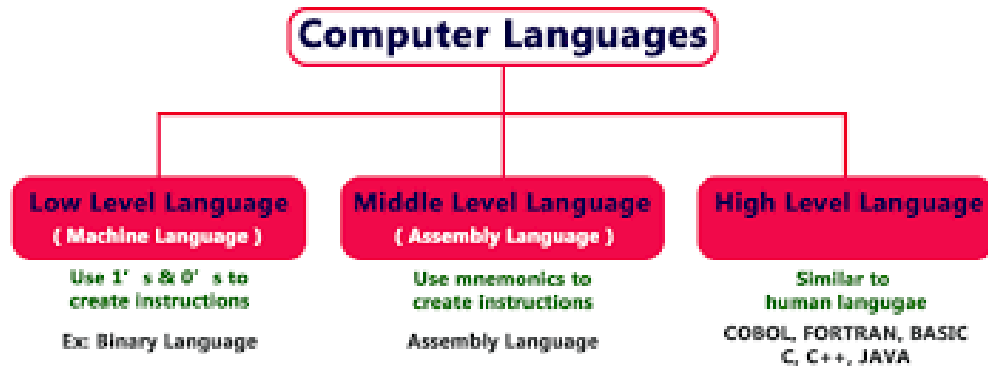 Computer Languages
Low Level Language
( Machine Language )
Use 1' s & 0' s to
create instructions
Ex: Binary Language
Middle Level Language
( Assembly Language )
Use mnemonics to
create instructions
Assembly Language
High Level Language
Similar to
human langugae
COBOL, FORTRAN, BASIC
C, C++, JAVA